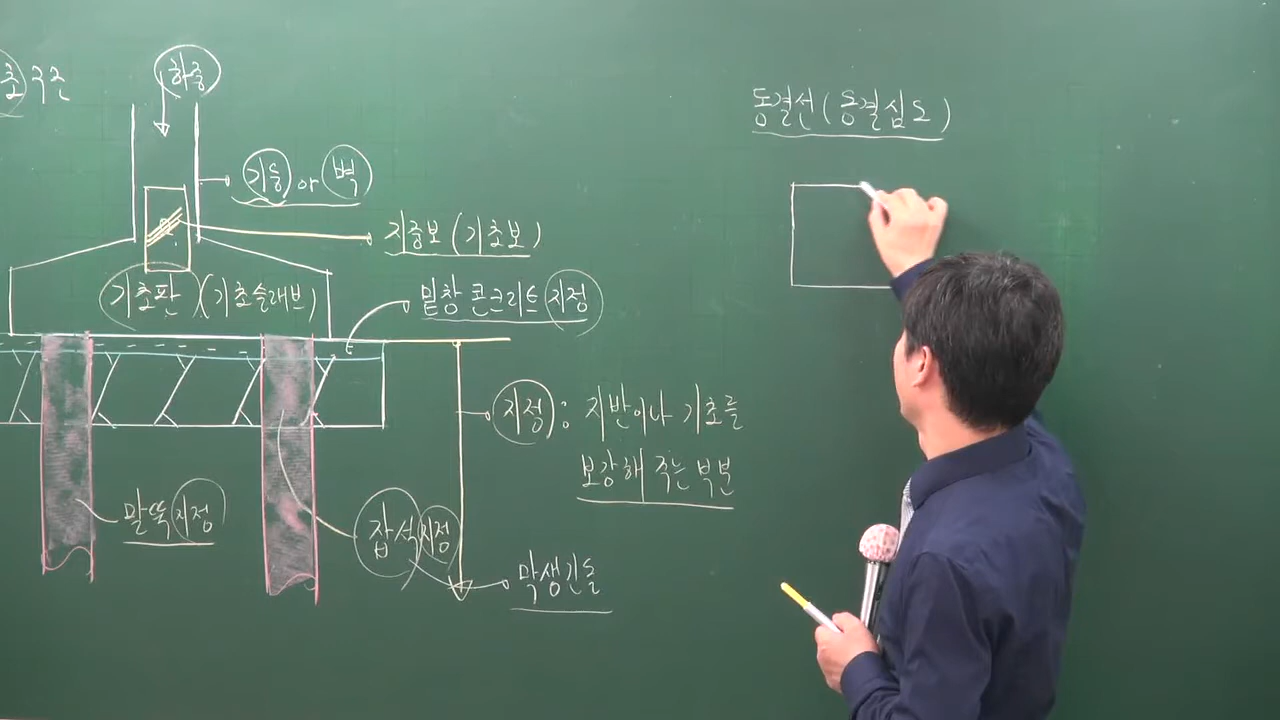 초구조
하중
기둥 or 벽
지중보(기초보)
기초판(기초슬래브)
밑창 콘크리트 지정
지정 : 지반이나 기초를
보강해 주는 부분
말뚝지정
잡석지정
막생긴돌
동결선(동결심도)